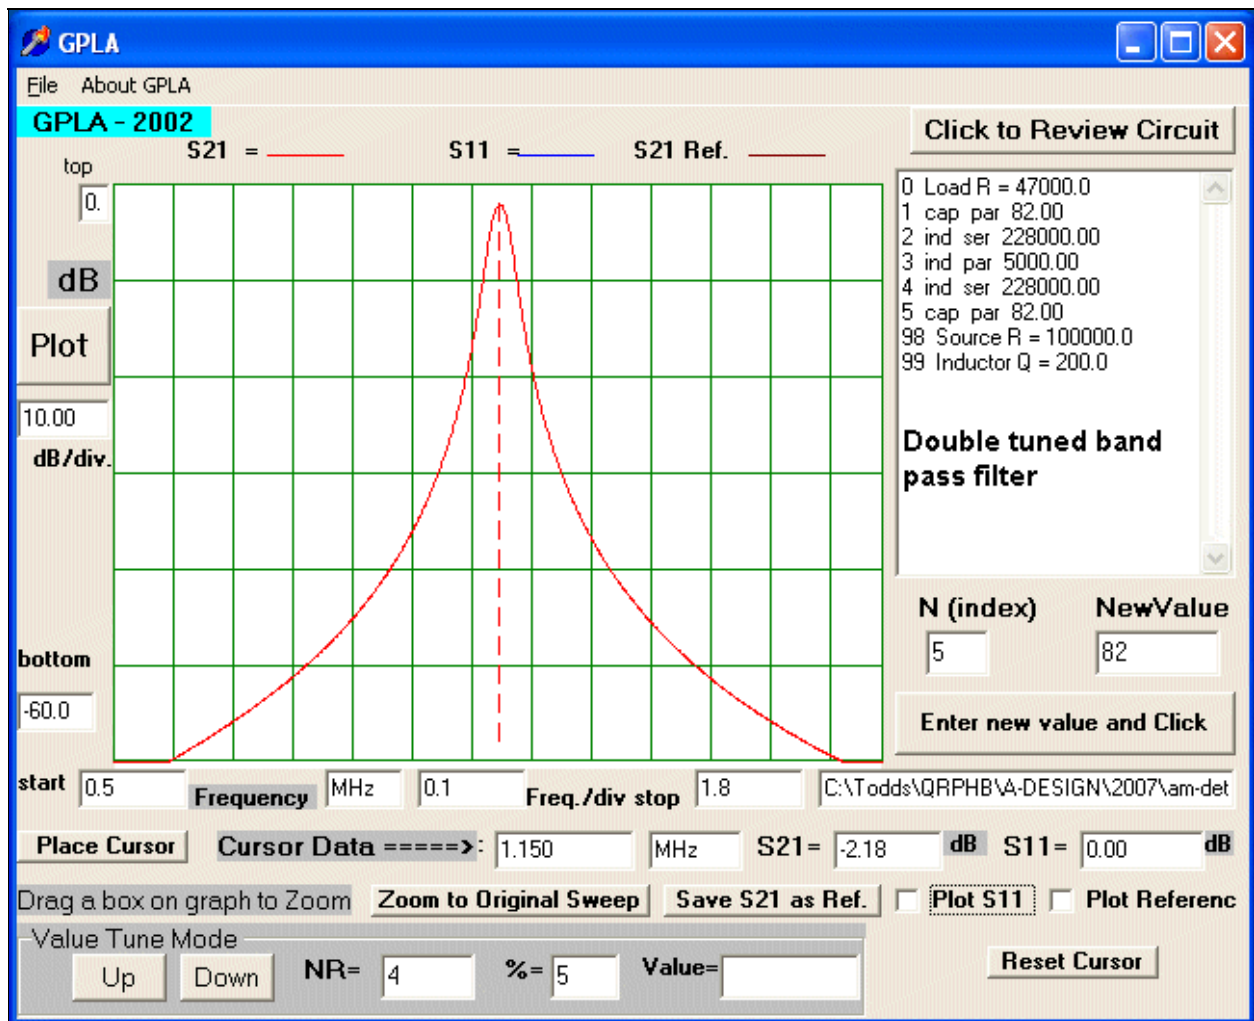 GPLA
File About GPLA
GPLA - 2002
S21 = S11 = S21 Ref.
Click to Review Circuit
top
0.
dB
Plot
10.00
dB/div.
bottom
-60.0
0 Load R = 47000.0
1 cap par 82.00
2 ind ser 228000.00
3 ind par 5000.00
4 ind ser 228000.00
5 cap par 82.00
98 Source R = 100000.0
99 Inductor Q = 200.0
Double tuned band
pass filter
N (index) NewValue
5 82
Enter new value and Click
start 0.5 Frequency MHz 0.1 Freq./div stop 1.8 C:\Todds\QRPHB\A-DESIGN\2007\am-det
Place Cursor Cursor Data =====>: 1.150 MHz S21= -2.18 dB S11= 0.00 dB
Drag a box on graph to Zoom Zoom to Original Sweep Save S21 as Ref. Plot S11 Plot Referenc
Value Tune Mode
Up Down NR= 4 %= 5 Value=
Reset Cursor